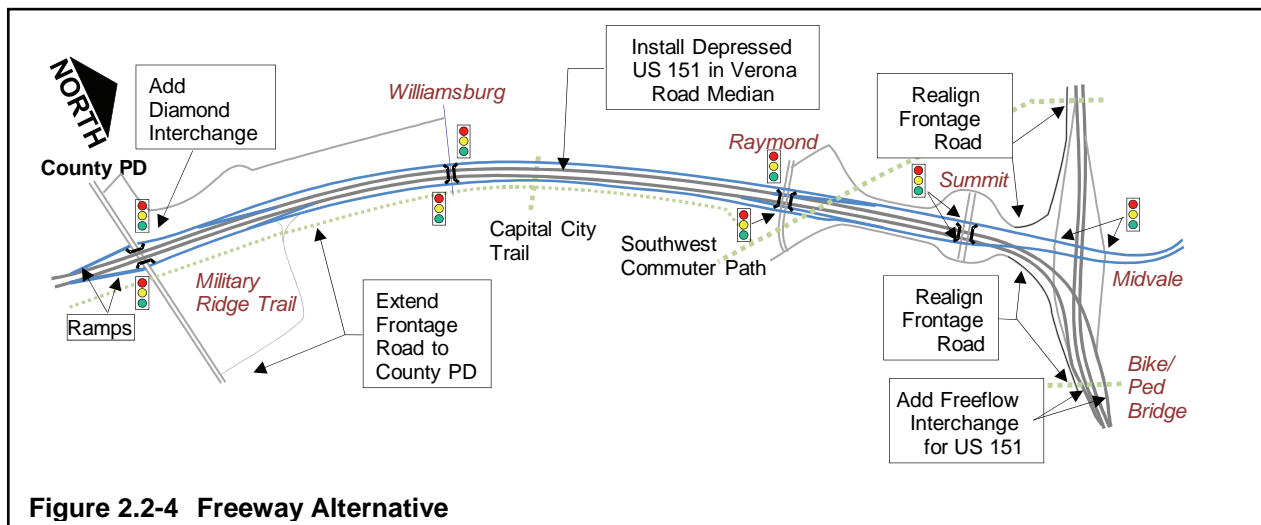 NORTH
Add
Diamond
Interchange
County PD
Williamsburg
Install Depressed
US 151 in Verona
Road Median
Raymond
Realign
Frontage
Road
Summit
Capital City
Trail
Southwest
Commuter Path
Military
Ridge Trail
Ramps
Extend
Frontage
Road to
County PD
Midvale
Realign
Frontage
Road
Add Freeflow
Interchange
for US 151
Bike/
Ped
Bridge
Figure 2.2-4 Freeway Alternative